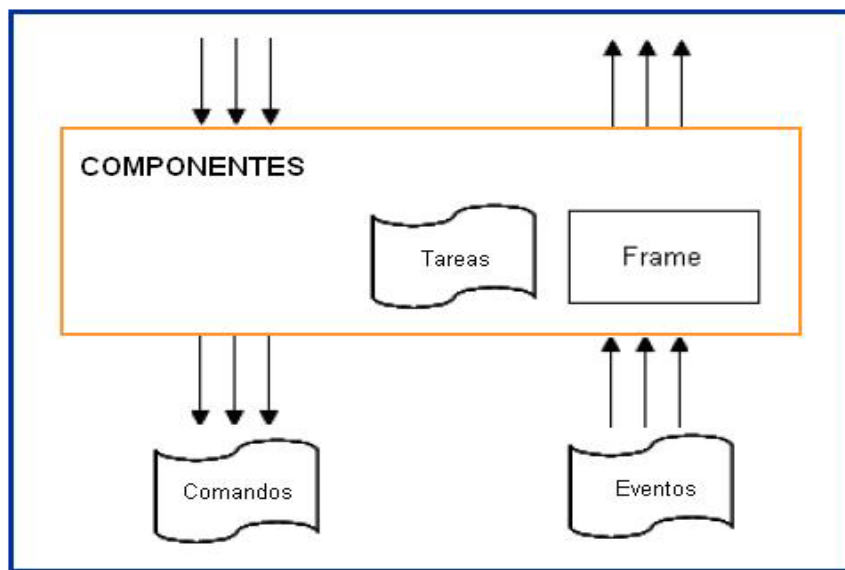 COMPONENTES
Tareas
Frame
Comandos
Eventos